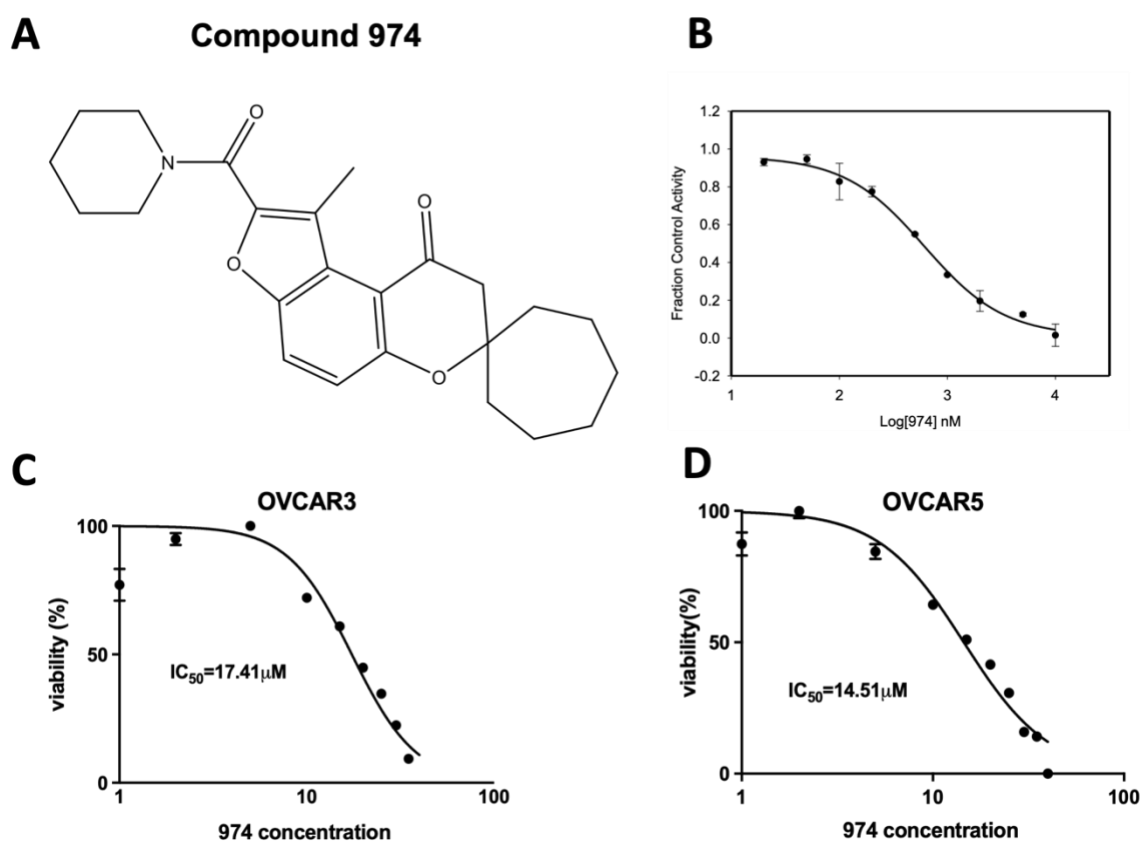 A
Compound 974
O
N
O
O
O
B
1.2
1.0
0.8
0.6
0.4
0.2
0.0
-0.2
Fraction Control Activity
1 2 3 4
Log[974] nM
C
OVCAR3
100
50
0
viability (%)
IC50=17.41μM
1 10 100
974 concentration
D
OVCAR5
100
50
0
viability(%)
IC50=14.51μM
1 10 100
974 concentration